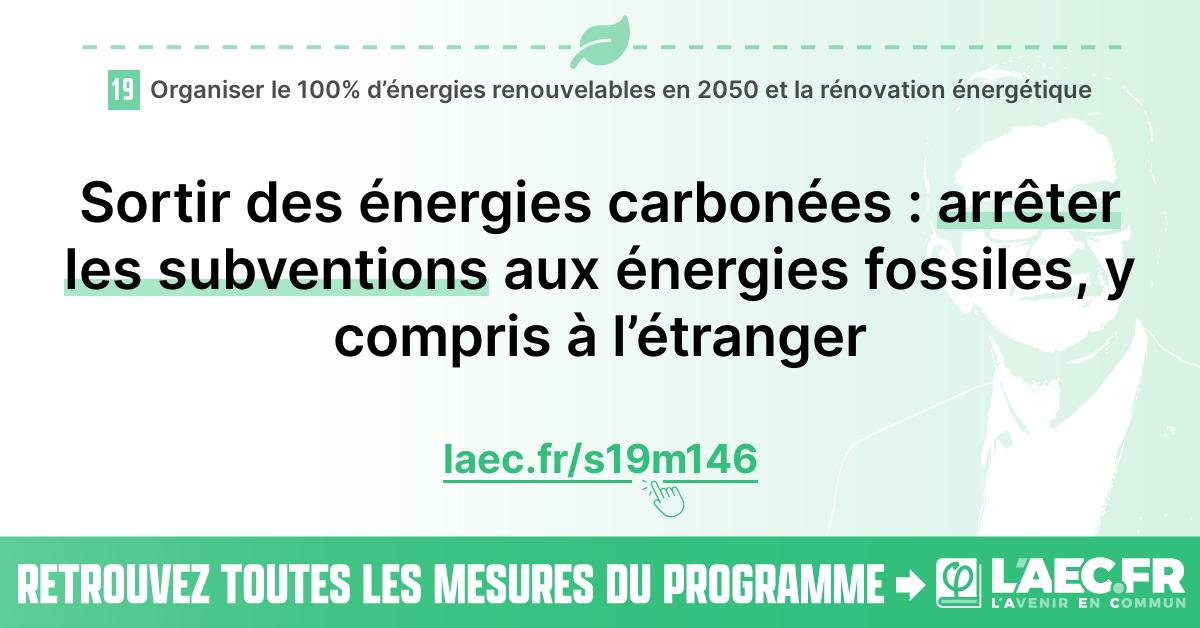 19 Organiser le 100% d’énergies renouvelables en 2050 et la rénovation énergétique
Sortir des énergies carbonées : arrêter
les subventions aux énergies fossiles, y
compris à l’étranger
laec.fr/s19m146
RETROUVEZ TOUTES LES MESURES DU PROGRAMME
φ L'AEC.FR
L'AVENIR EN COMMUN